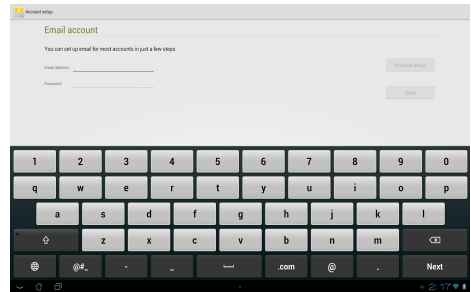 Account setup
Email account
You can set up email for most accounts in just a few steps.
Email address
Manual setup
Password
Next
1 2 3 4 5 6 7 8 9 0
q w e r t y u i o p
a s d f g h j k l
z x c v b n m
@#_ - _ .com @ . Next
2:17